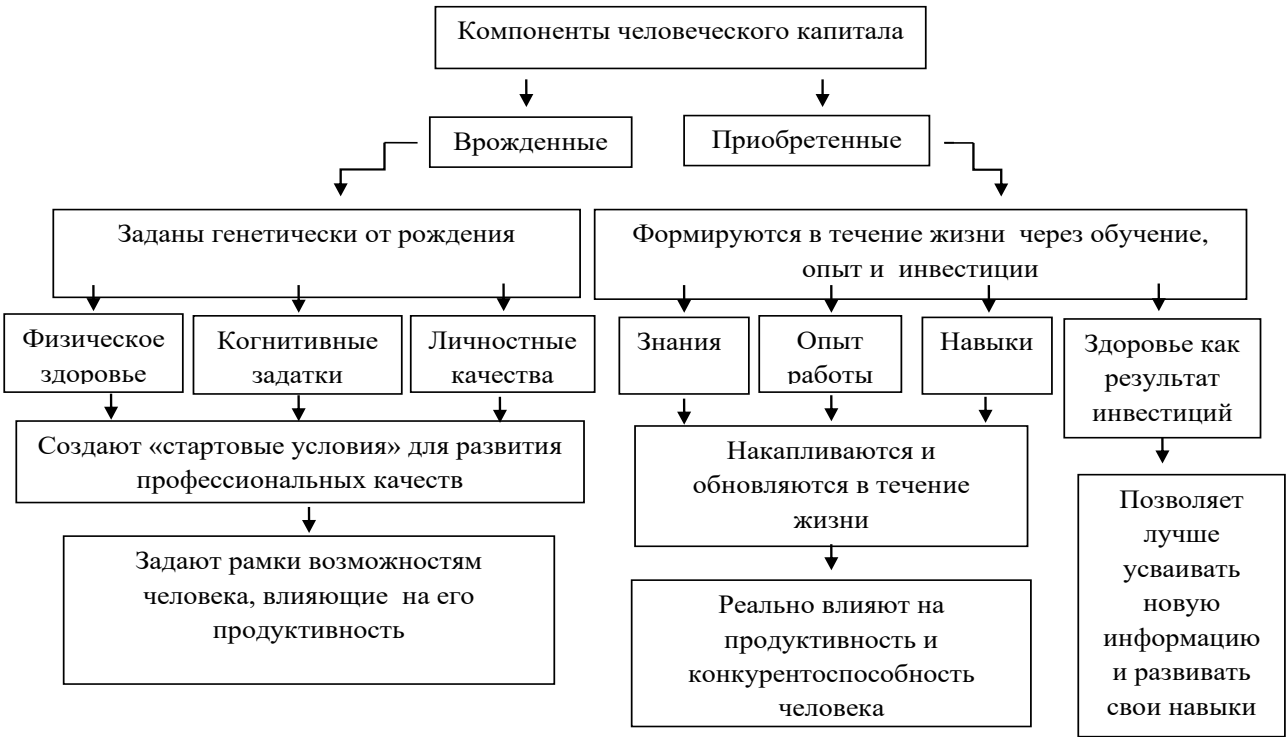 Компоненты человеческого капитала
Врожденные
Приобретенные
Заданы генетически от рождения
Формируются в течение жизни через обучение,
опыт и инвестиции
Физическое
здоровье
Когнитивные
задатки
Личностные
качества
Знания
Опыт
работы
Навыки
Здоровье как
результат
инвестиций
Создают «стартовые условия» для развития
профессиональных качеств
Накапливаются и
обновляются в течение
жизни
Позволяет
лучше
усваивать
новую
информацию
и развивать
свои навыки
Задают рамки возможностям
человека, влияющие на его
продуктивность
Реально влияют на
продуктивность и
конкурентоспособность
человека